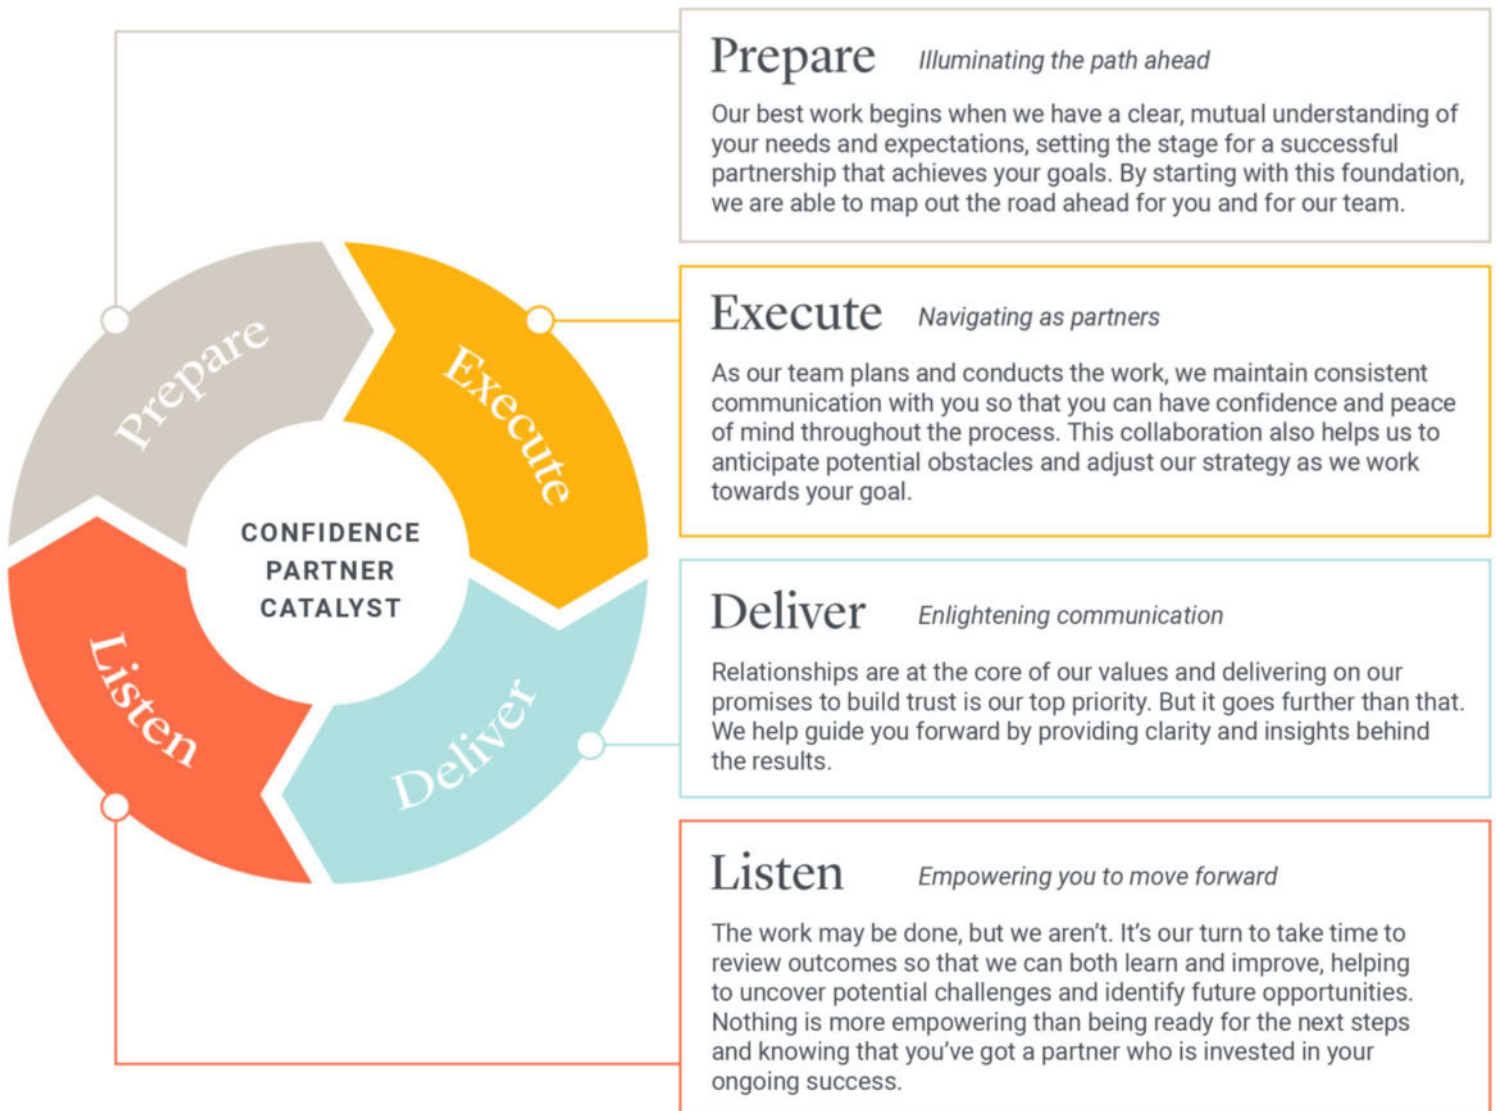 Prepare Illuminating the path ahead
Our best work begins when we have a clear, mutual understanding of
your needs and expectations, setting the stage for a successful
partnership that achieves your goals. By starting with this foundation,
we are able to map out the road ahead for you and for our team.
Execute Navigating as partners
As our team plans and conducts the work, we maintain consistent
communication with you so that you can have confidence and peace
of mind throughout the process. This collaboration also helps us to
anticipate potential obstacles and adjust our strategy as we work
towards your goal.
Deliver Enlightening communication
Relationships are at the core of our values and delivering on our
promises to build trust is our top priority. But it goes further than that.
We help guide you forward by providing clarity and insights behind
the results.
Listen Empowering you to move forward
The work may be done, but we aren’t. It’s our turn to take time to
review outcomes so that we can both learn and improve, helping
to uncover potential challenges and identify future opportunities.
Nothing is more empowering than being ready for the next steps
and knowing that you’ve got a partner who is invested in your
ongoing success.
Prepare
Execute
Deliver
Listen
CONFIDENCE
PARTNER
CATALYST